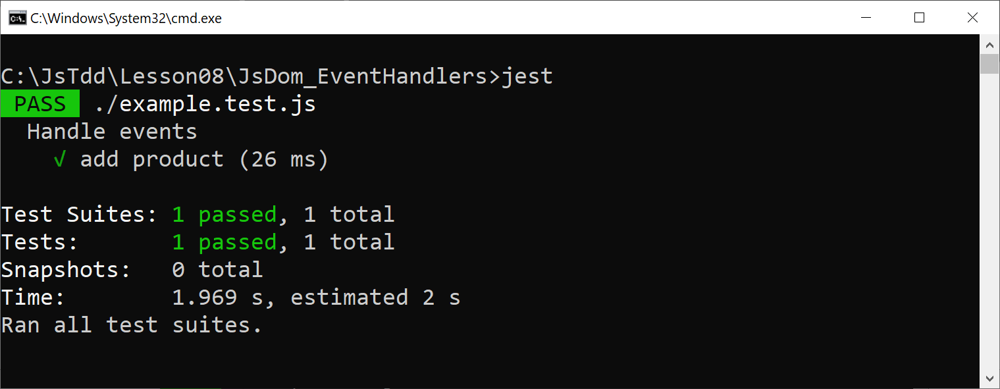 C:\Windows\System32\cmd.exe
C:\JsTdd\Lesson08\JsDom_EventHandlers>jest
PASS ./example.test.js
Handle events
√ add product (26 ms)
Test Suites: 1 passed, 1 total
Tests: 1 passed, 1 total
Snapshots: 0 total
Time: 1.969 s, estimated 2 s
Ran all test suites.